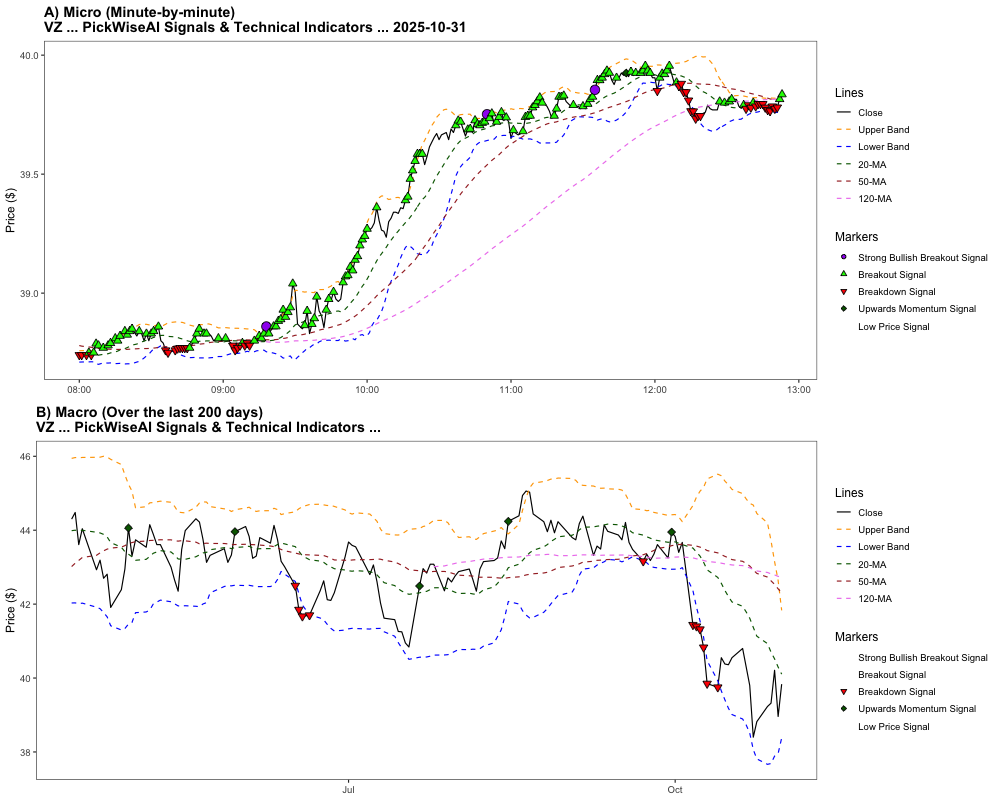 A) Micro (Minute-by-minute)
VZ ... PickWiseAI Signals & Technical Indicators ... 2025-10-31
Price ($)
40.0
39.5
39.0
08:00 09:00 10:00 11:00 12:00 13:00
Lines
Close
Upper Band
Lower Band
20-MA
50-MA
120-MA
Markers
Strong Bullish Breakout Signal
Breakout Signal
Breakdown Signal
Upwards Momentum Signal
Low Price Signal
B) Macro (Over the last 200 days)
VZ ... PickWiseAI Signals & Technical Indicators ...
Price ($)
46
44
42
40
38
Jul Oct
Lines
Close
Upper Band
Lower Band
20-MA
50-MA
120-MA
Markers
Strong Bullish Breakout Signal
Breakout Signal
Breakdown Signal
Upwards Momentum Signal
Low Price Signal